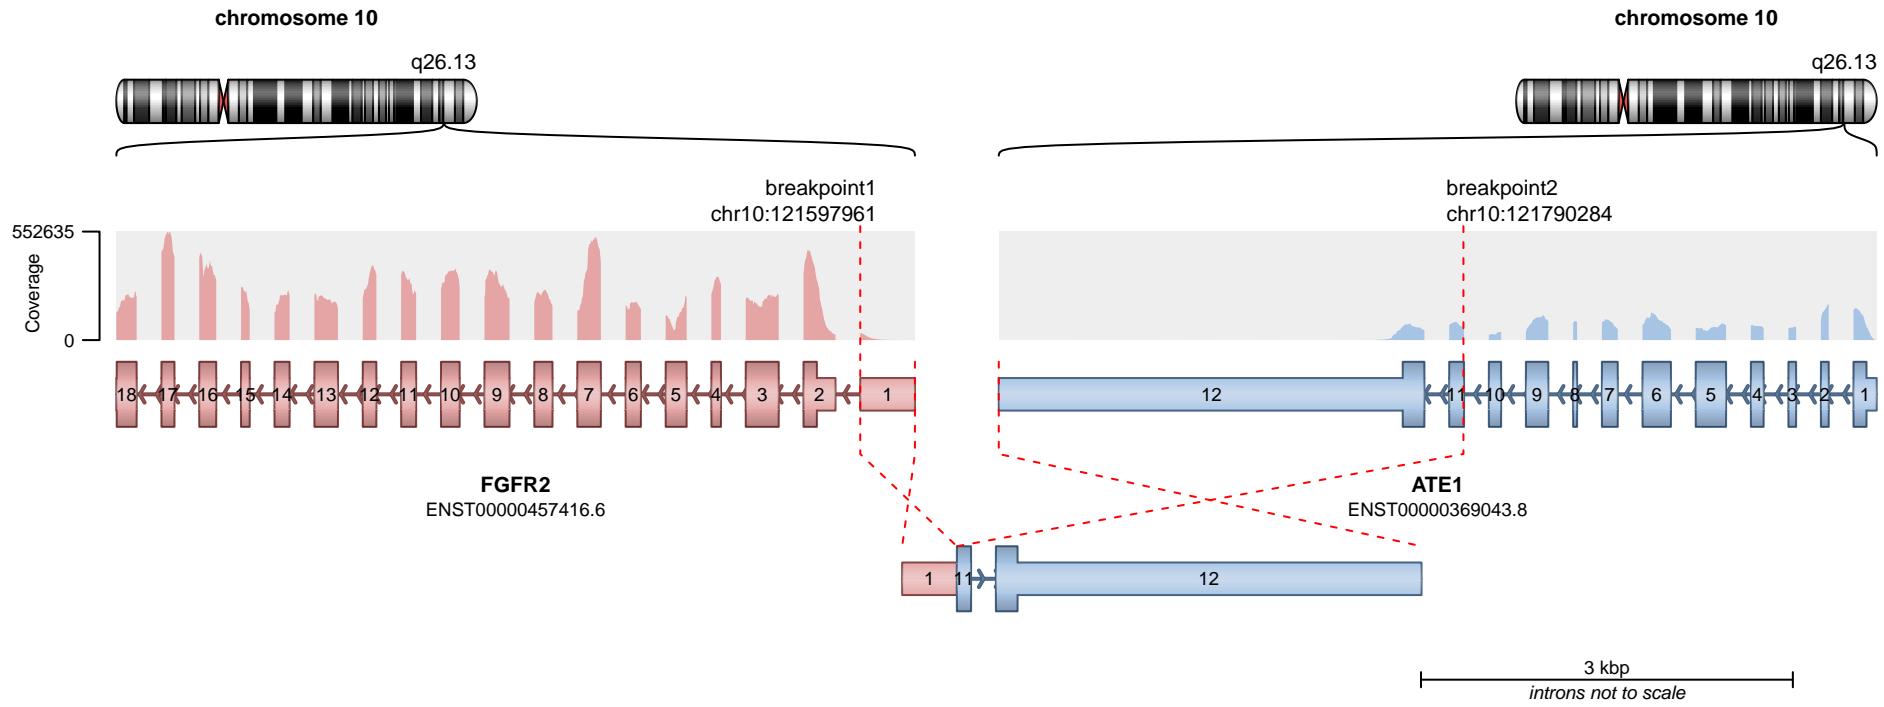 chromosome 10
chromosome 10
q26.13
q26.13
breakpoint1
chr10:121597961
breakpoint2
chr10:121790284
552635
Coverage
0
18 17 16 15 14 13 12 11 10 9 8 7 6 5 4 3 2 1
12 11 10 9 8 7 6 5 4 3 2 1
FGFR2
ENST00000457416.6
ATE1
ENST00000369043.8
1 11 12
3 kbp
introns not to scale